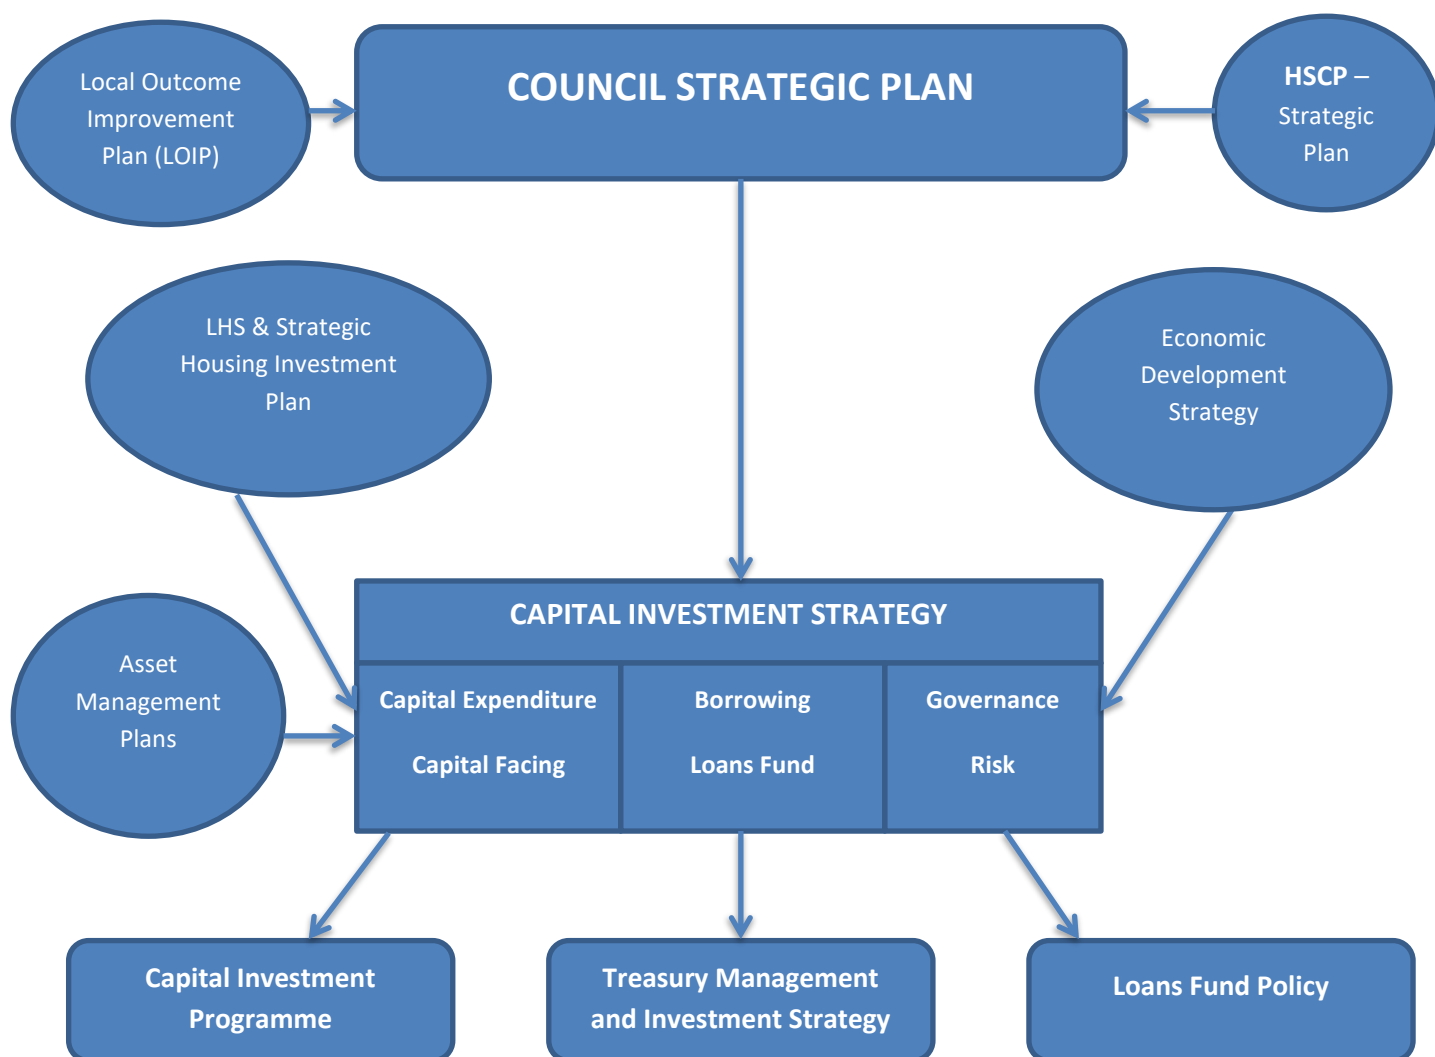 Local Outcome
Improvement
Plan (LOIP)
COUNCIL STRATEGIC PLAN
HSCP –
Strategic
Plan
LHS & Strategic
Housing Investment
Plan
Economic
Development
Strategy
Asset
Management
Plans
CAPITAL INVESTMENT STRATEGY
Capital Expenditure
Capital Facing
Borrowing
Loans Fund
Governance
Risk
Capital Investment
Programme
Treasury Management
and Investment Strategy
Loans Fund Policy